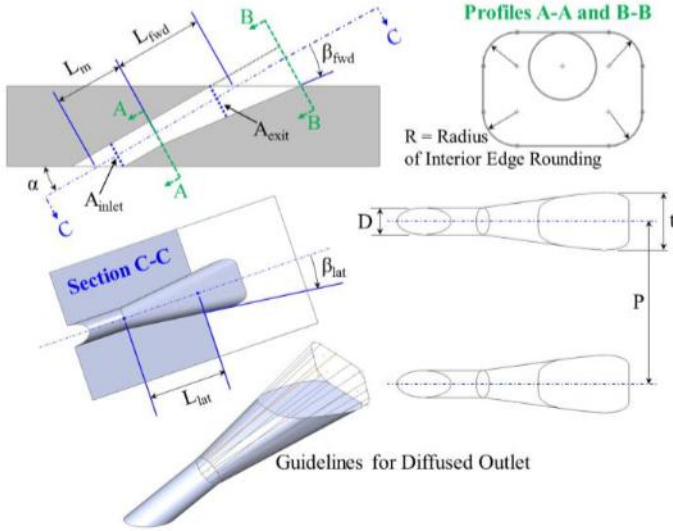 L_m
L_fwd
B
C
β_fwd
A
A_exit
B
A
A_inlet
α
C
Profiles A-A and B-B
R = Radius
of Interior Edge Rounding
Section C-C
β_lat
L_lat
D
t
P
Guidelines for Diffused Outlet